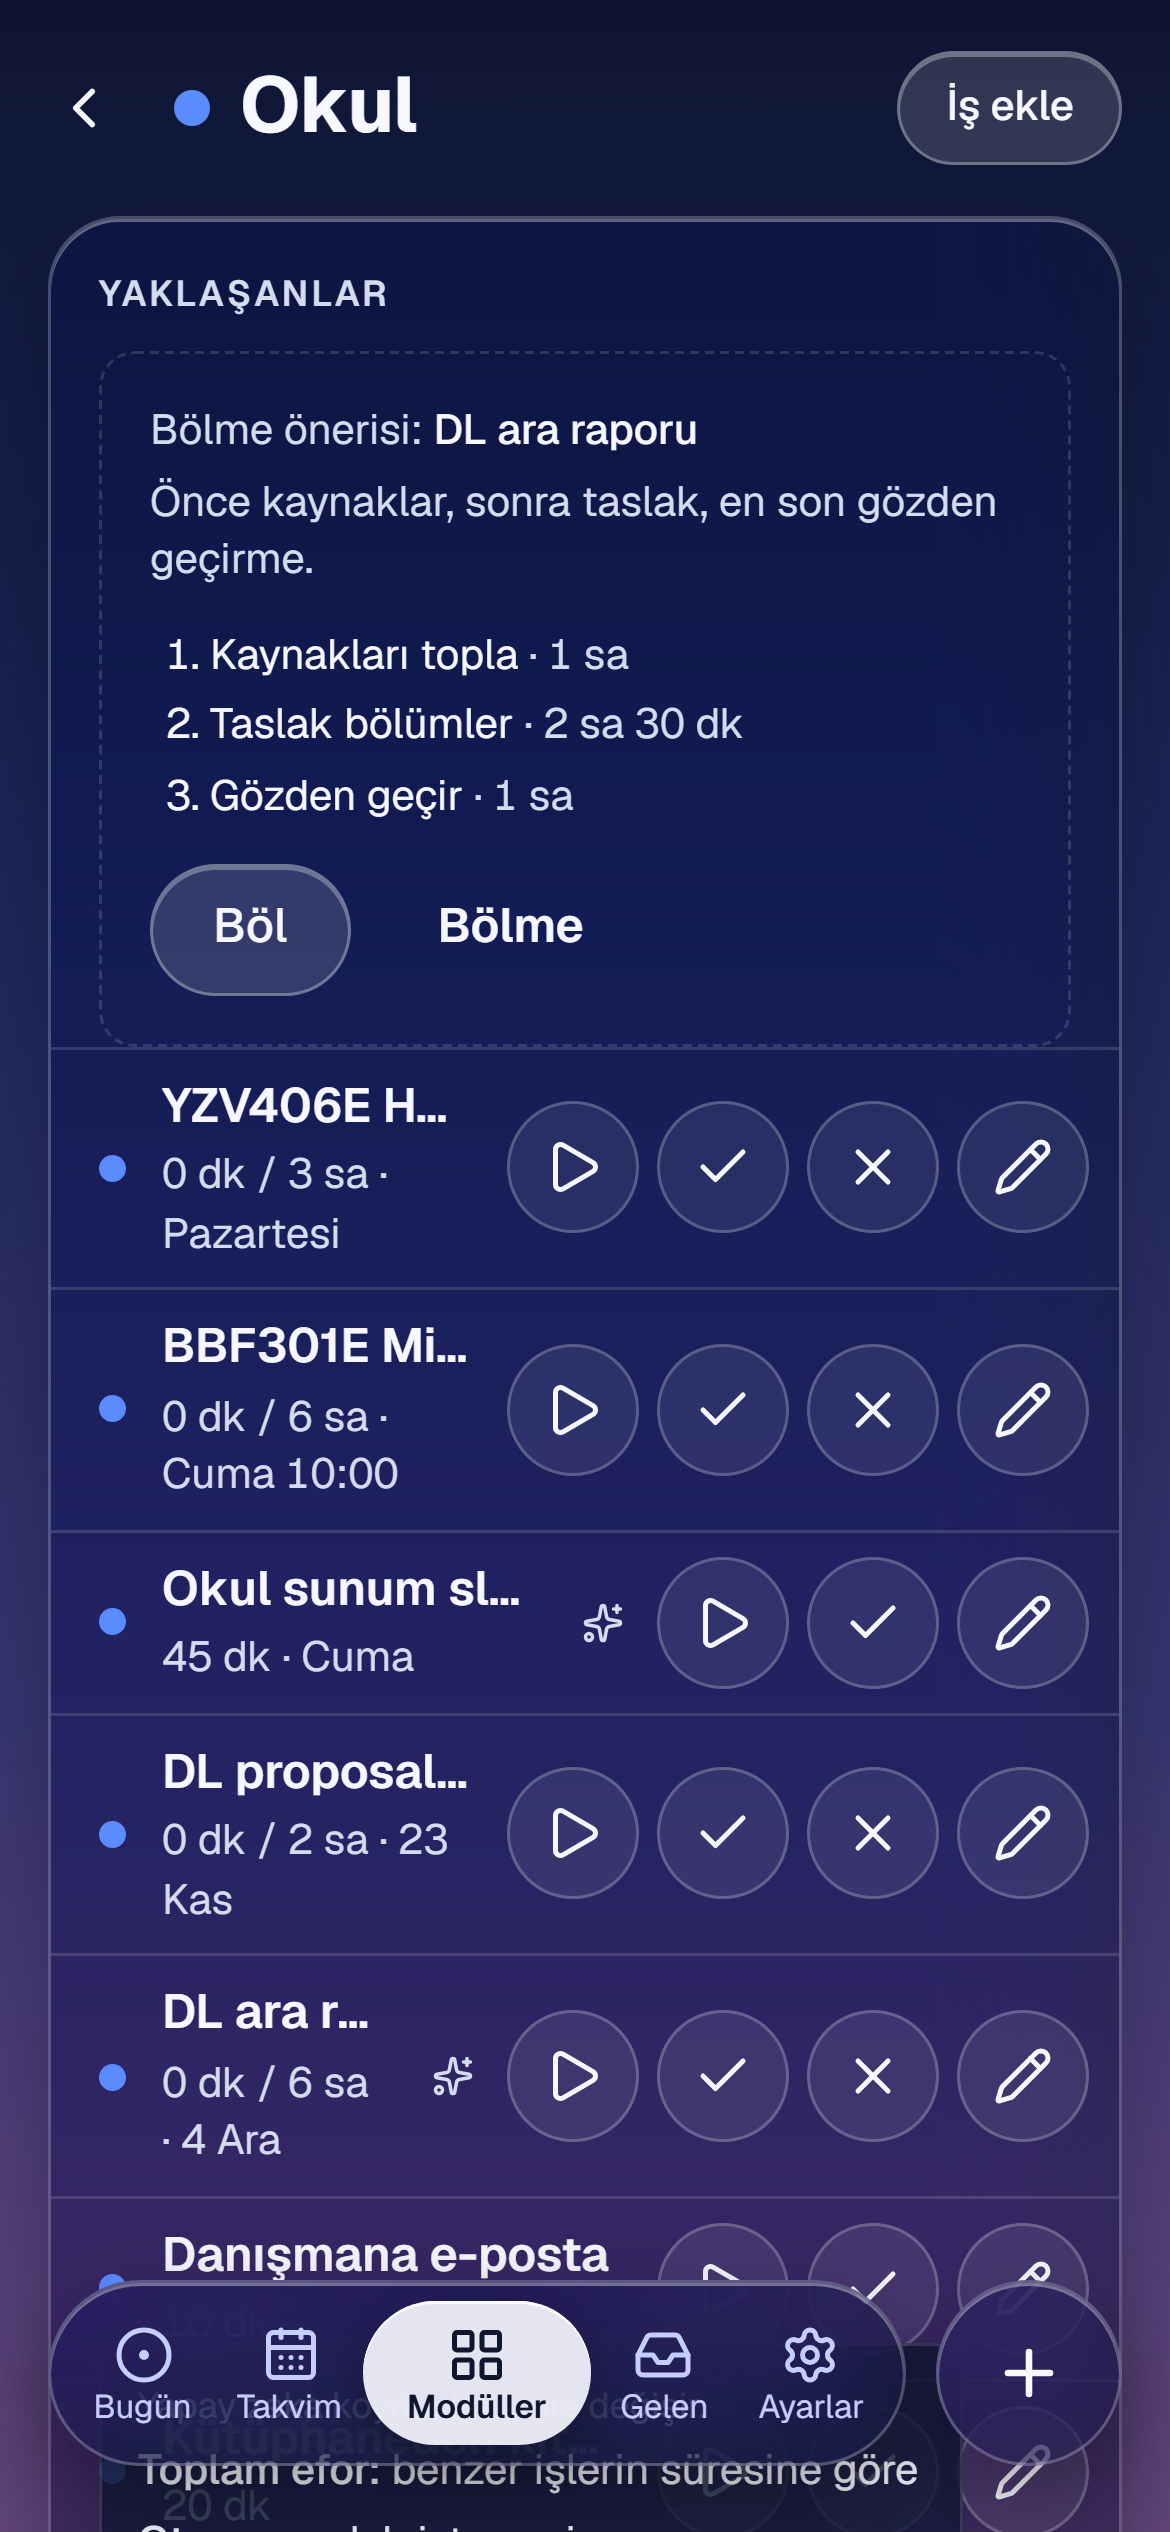 Okul
İş ekle
YAKLAŞANLAR
Bölme önerisi: DL ara raporu
Önce kaynaklar, sonra taslak, en son gözden
geçirme.
1. Kaynakları topla · 1 sa
2. Taslak bölümler · 2 sa 30 dk
3. Gözden geçir · 1 sa
Böl
Bölme
YZV406E H...
0 dk / 3 sa ·
Pazartesi
BBF301E Mi...
0 dk / 6 sa ·
Cuma 10:00
Okul sunum sl...
45 dk · Cuma
DL proposal...
0 dk / 2 sa · 23
Kas
DL ara r...
0 dk / 6 sa
· 4 Ara
Danışmana e-posta
10 dk
Bugün
Takvim
Modüller
Gelen
Ayarlar
Toplam efor: benzer işlerin süresine göre
20 dk